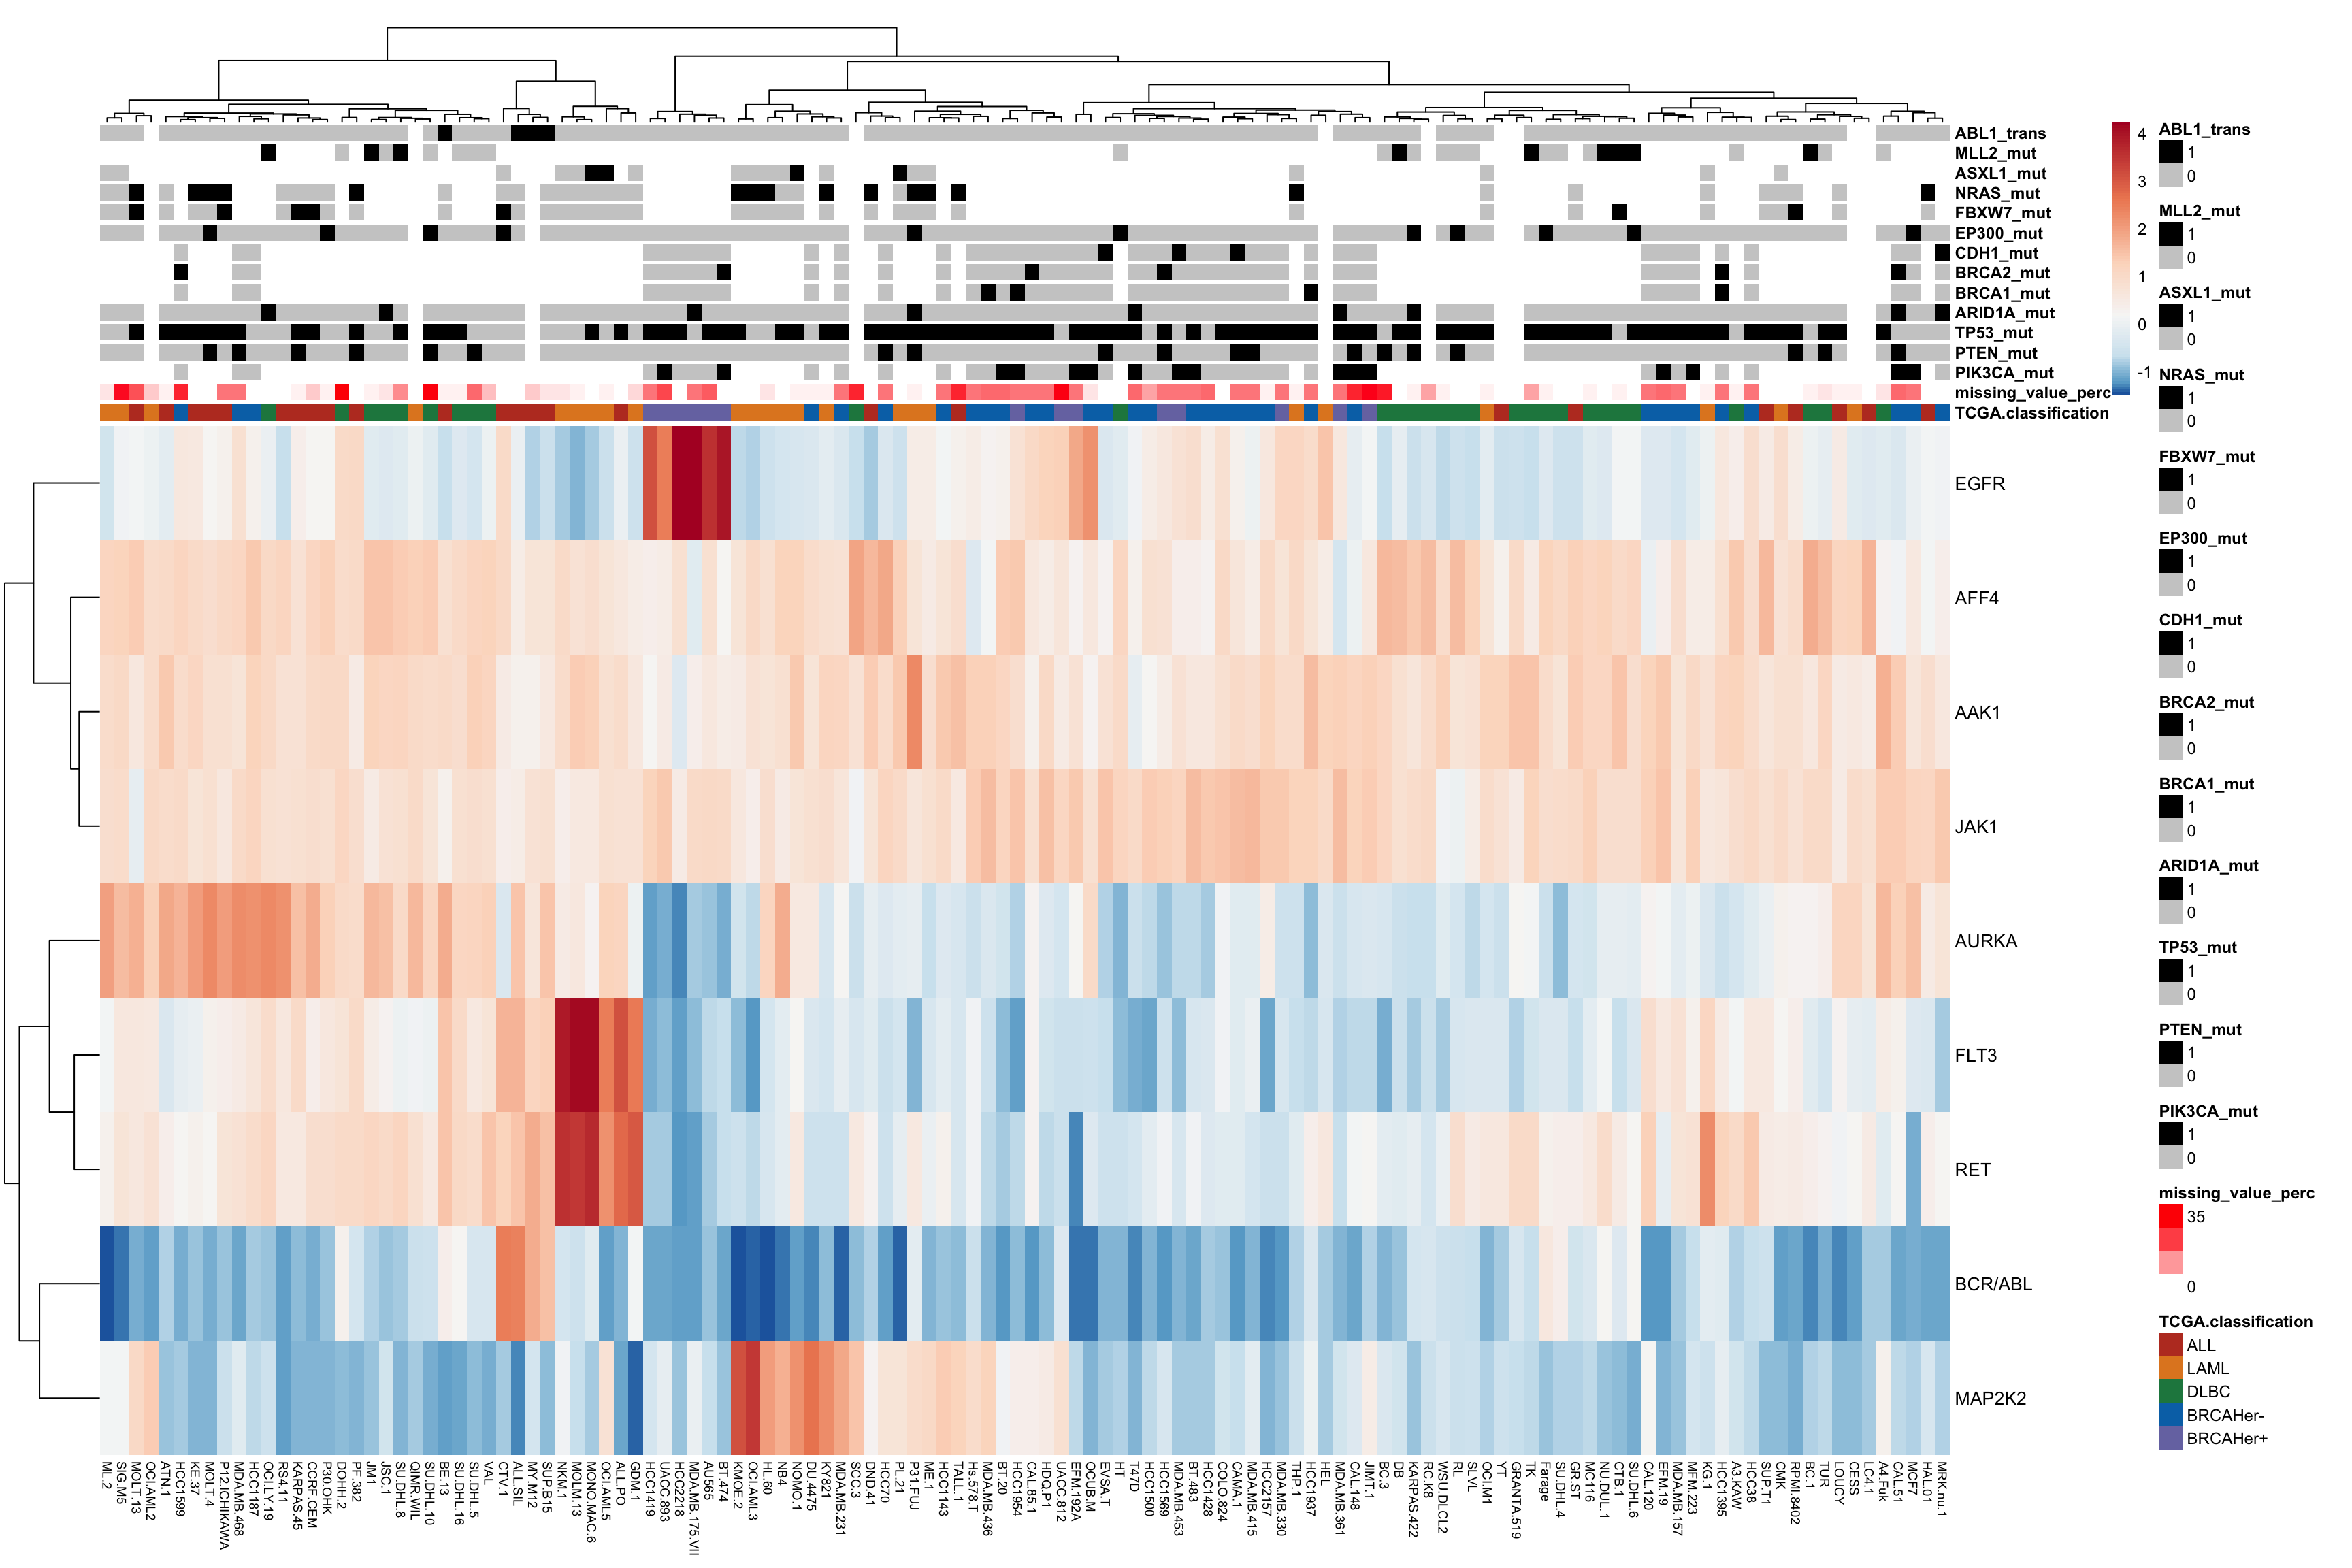 ABL1_trans
MLL2_mut
ASXL1_mut
NRAS_mut
FBXW7_mut
EP300_mut
CDH1_mut
BRCA2_mut
BRCA1_mut
ARID1A_mut
TP53_mut
PTEN_mut
PIK3CA_mut
missing_value_perc
TCGA.classification
4
3
2
1
0
-1
ABL1_trans
1
0
MLL2_mut
1
0
ASXL1_mut
1
0
NRAS_mut
1
0
FBXW7_mut
1
0
EP300_mut
1
0
CDH1_mut
1
0
BRCA2_mut
1
0
BRCA1_mut
1
0
ARID1A_mut
1
0
TP53_mut
1
0
PTEN_mut
1
0
PIK3CA_mut
1
0
missing_value_perc
35
0
TCGA.classification
ALL
LAML
DLBC
BRCAHer-
BRCAHer+
EGFR
AFF4
AAK1
JAK1
AURKA
FLT3
RET
BCR/ABL
MAP2K2
ML.2
SIG.M5
MOLT.13
OCI.AML2
ATN.1
HCC1599
KE.37
MOLT.4
P12.ICHIKAWA
MDA.MB.468
HCC1187
OCI.LY.19
RS4.11
KARPAS.45
CCRF.CEM
P30.OHK
DOHH.2
PF.382
JM1
JSC.1
SU.DHL.8
QIMR.WIL
SU.DHL.10
BE.13
SU.DHL.16
SU.DHL.5
VAL
CTV.1
ALL.SIL
MY.M12
SUP.B15
NKM.1
MOLM.13
MONO.MAC.6
OCI.AML5
ALL.PO
GDM.1
HCC1419
UACC.893
HCC2218
MDA.MB.175.VII
AU565
BT.474
KMOE.2
OCI.AML3
HL.60
NB4
NOMO.1
DU.4475
KY821
MDA.MB.231
SCC.3
DND.41
HCC70
PL.21
P31.FUJ
ME.1
HCC1143
TALL.1
Hs.578.T
MDA.MB.436
BT.20
HCC1954
CAL.85.1
HDQ.P1
UACC.812
EFM.192A
OCUB.M
EVSA.T
HT
T47D
HCC1500
HCC1569
MDA.MB.453
BT.483
HCC1428
COLO.824
CAMA.1
MDA.MB.415
HCC2157
MDA.MB.330
THP.1
HCC1937
HEL
MDA.MB.361
CAL.148
JIMT.1
BC.3
DB
KARPAS.422
RC.K8
WSU.DLCL2
RL
SLVL
OCI.M1
YT
GRANTA.519
TK
Farage
SU.DHL.4
GR.ST
MC116
NU.DUL.1
CTB.1
SU.DHL.6
CAL.120
EFM.19
MDA.MB.157
MFM.223
KG.1
HCC1395
A3.KAW
HCC38
SUP.T1
CMK
RPMI.8402
BC.1
TUR
LOUCY
CESS
LC4.1
A4.Fuk
CAL.51
MCF7
HAL.01
MRK.nu.1